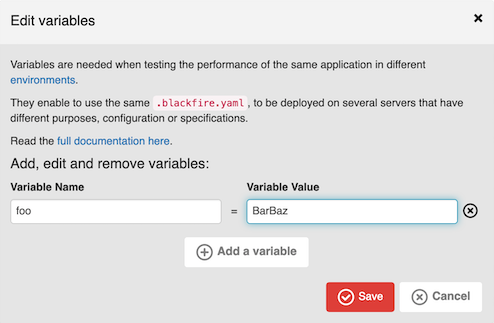 Edit variables
Variables are needed when testing the performance of the same application in different
environments.
They enable to use the same .blackfire.yaml, to be deployed on several servers that have
different purposes, configuration or specifications.
Read the full documentation here.
Add, edit and remove variables:
Variable Name Variable Value
foo = BarBaz
Add a variable
Save Cancel